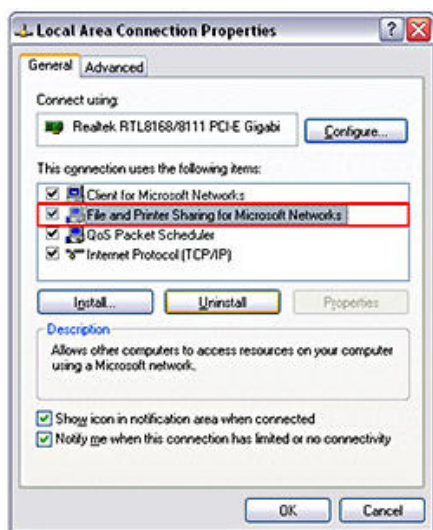 Local Area Connection Properties
General
Advanced
Connect using:
Realtek RTL8168/8111 PCI-E Gigabi
Configure...
This connection uses the following items:
Client for Microsoft Networks
File and Printer Sharing for Microsoft Networks
QoS Packet Scheduler
Internet Protocol (TCP/IP)
Install...
Uninstall
Properties
Description
Allows other computers to access resources on your computer
using a Microsoft network.
Show icon in notification area when connected
Notify me when this connection has limited or no connectivity
OK
Cancel